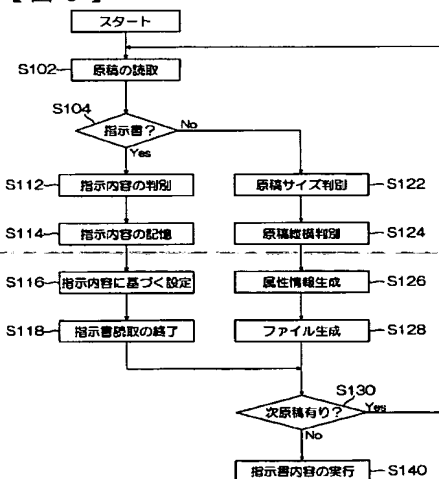 スタート
S102
原稿の読取
S104
指示書？
No
Yes
S112
指示内容の判別
原稿サイズ判別
S122
S114
指示内容の記憶
原稿縦横判別
S124
S116
指示内容に基づく設定
属性情報生成
S126
S118
指示書読取の終了
ファイル生成
S128
S130
次原稿有り？
Yes
No
指示書内容の実行
S140